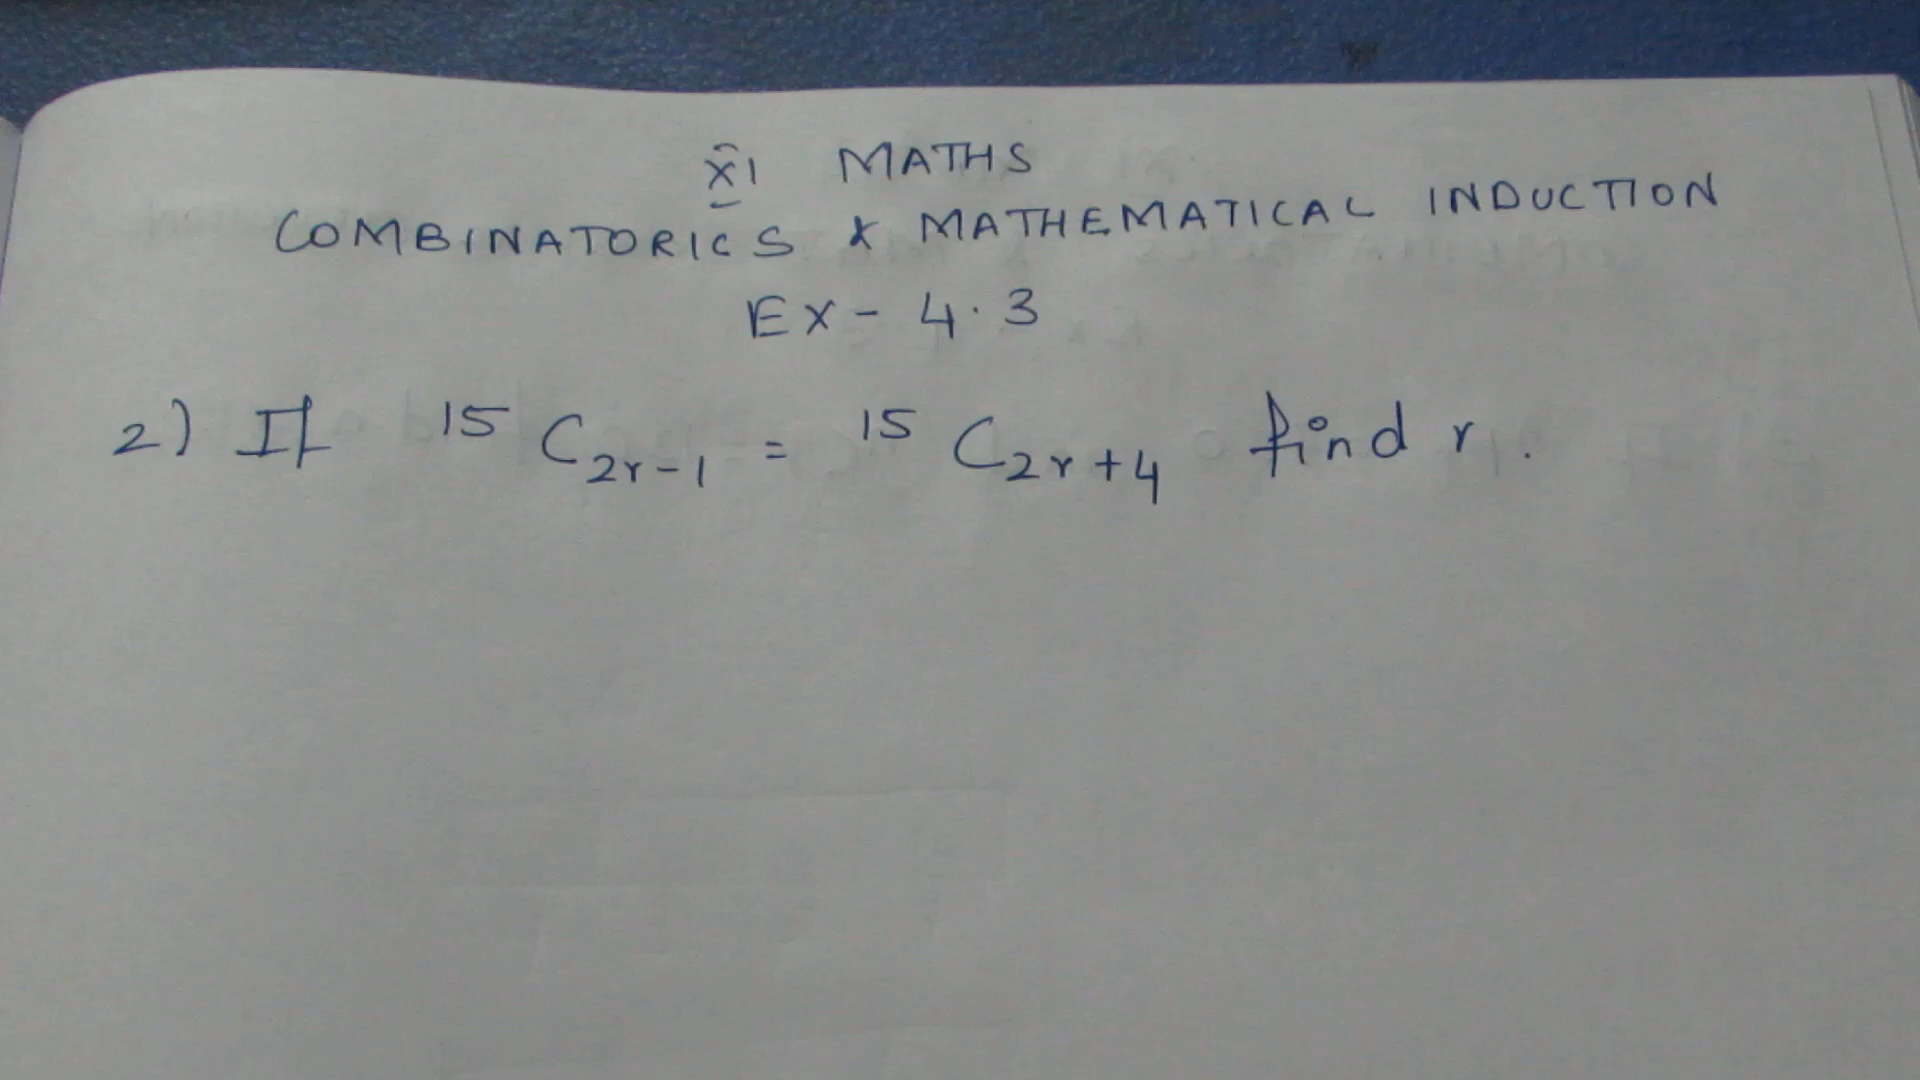 XI MATHS
COMBINATORICS & MATHEMATICAL INDUCTION
EX - 4.3
2) If ¹⁵C₂ᵣ₋₁ = ¹⁵C₂ᵣ₊₄ find r.